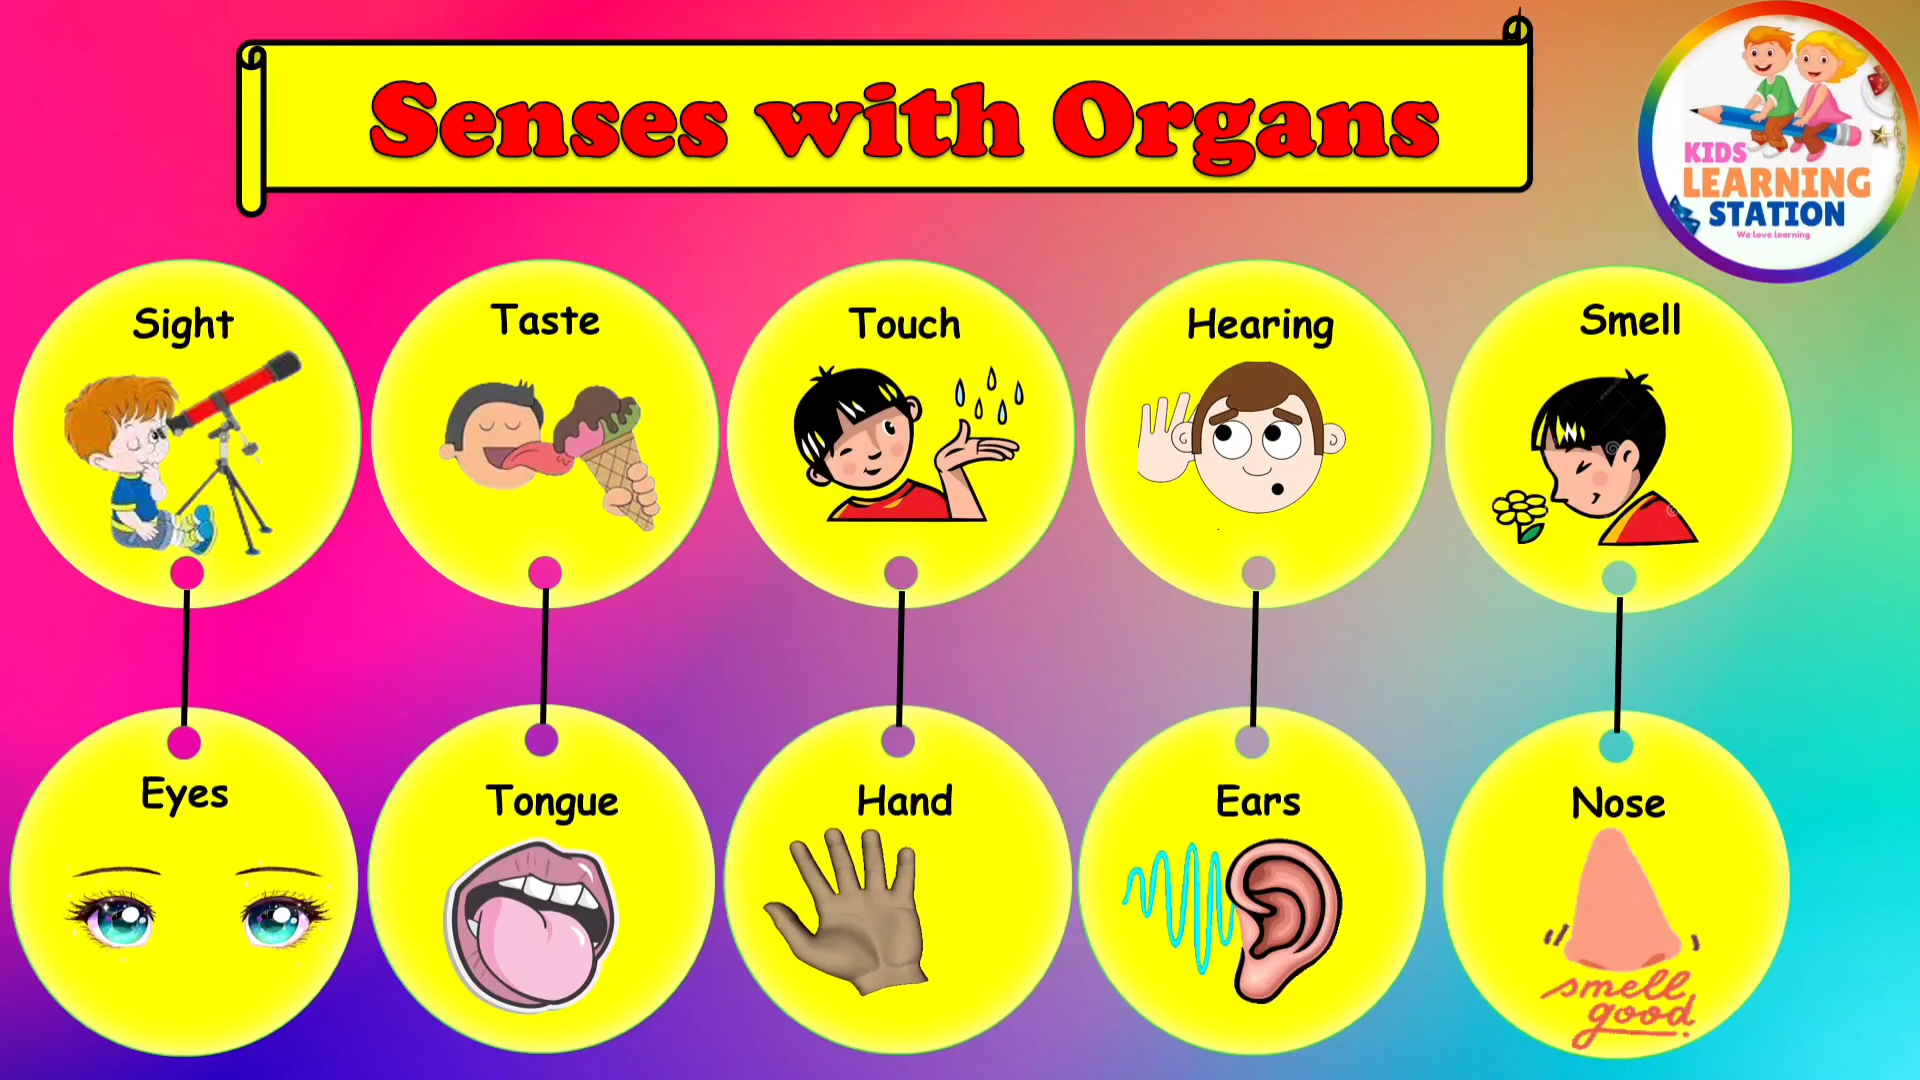 Senses with Organs
KIDS
LEARNING
STATION
We love learning
Sight
Taste
Touch
Hearing
Smell
Eyes
Tongue
Hand
Ears
Nose
smell
good.